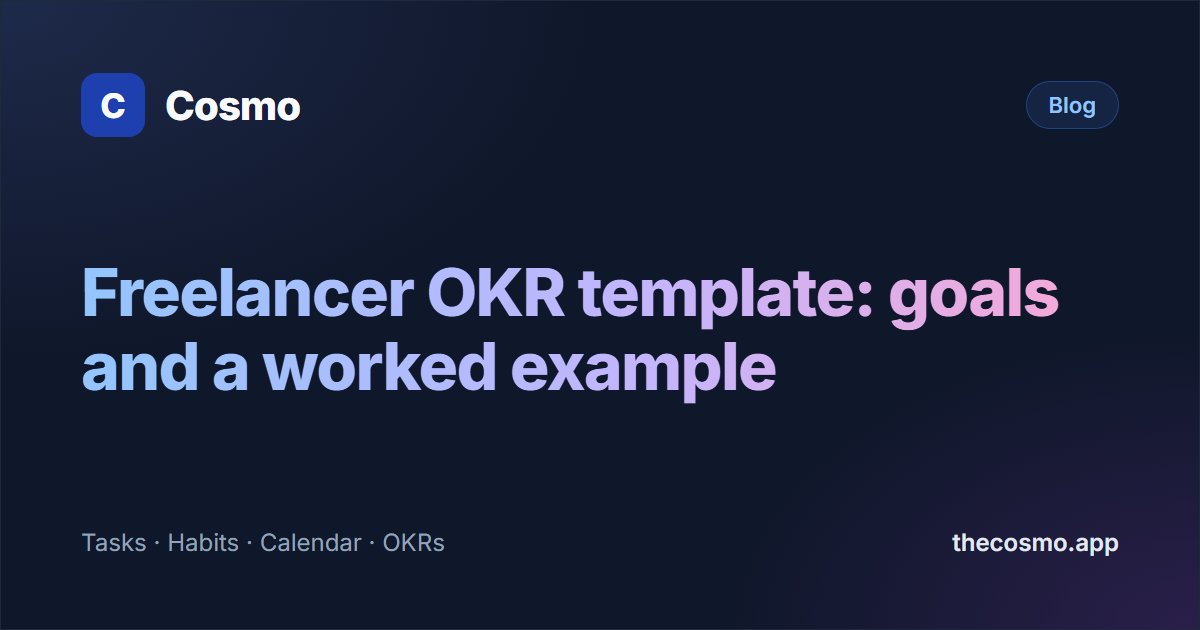 C Cosmo
Blog
Freelancer OKR template: goals
and a worked example
Tasks · Habits · Calendar · OKRs
thecosmo.app